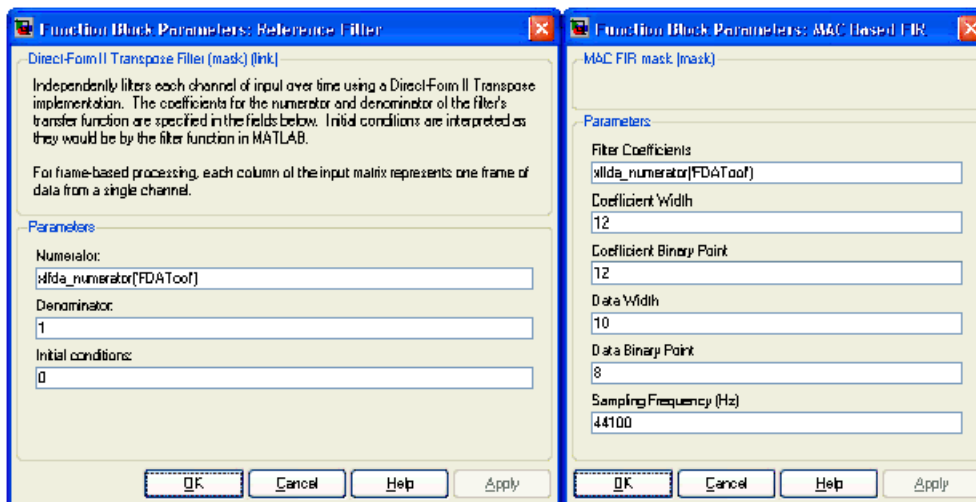 Function Block Parameters: Reference Filter
Direct-Form II Transpose Filter (mask) (link)
Independently filters each channel of input over time using a Direct-Form II Transpose
implementation. The coefficients for the numerator and denominator of the filter's
transfer function are specified in the fields below. Initial conditions are interpreted as
they would be by the filter function in MATLAB.
For frame-based processing, each column of the input matrix represents one frame of
data from a single channel.
Parameters
Numerator:
xlfda_numerator('FDATool')
Denominator:
1
Initial conditions:
0
OK Cancel Help Apply
Function Block Parameters: MAC Based FIR
MAC FIR mask (mask)
Parameters
Filter Coefficients
xlfda_numerator('FDATool')
Coefficient Width
12
Coefficient Binary Point
12
Data Width
10
Data Binary Point
8
Sampling Frequency (Hz)
44100
OK Cancel Help Apply